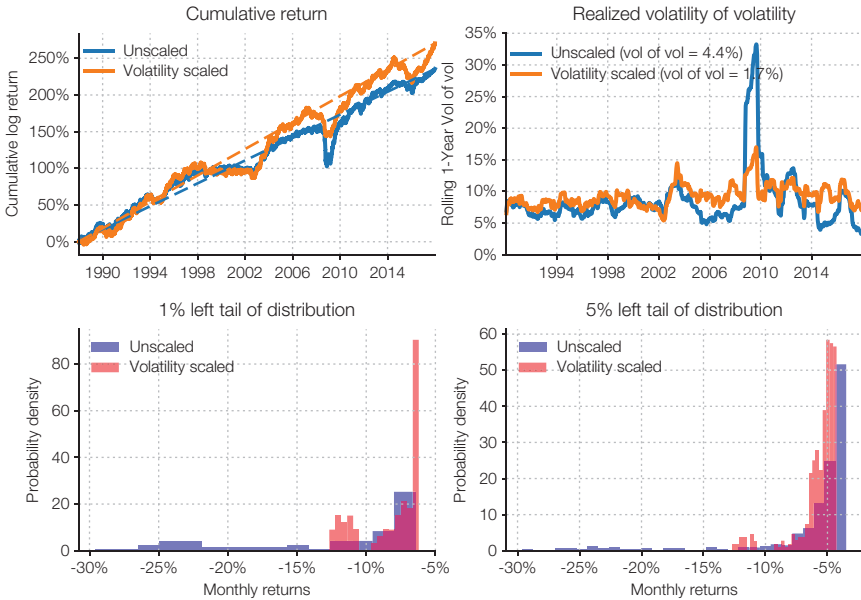 Cumulative return
Cumulative log return
250%
200%
150%
100%
50%
0%
Unscaled
Volatility scaled
1990 1994 1998 2002 2006 2010 2014
Realized volatility of volatility
Rolling 1-Year Vol of vol
35%
30%
25%
20%
15%
10%
5%
0%
Unscaled (vol of vol = 4.4%)
Volatility scaled (vol of vol = 1.7%)
1994 1998 2002 2006 2010 2014
1% left tail of distribution
Probability density
80
60
40
20
0
Unscaled
Volatility scaled
-30% -25% -20% -15% -10% -5%
Monthly returns
5% left tail of distribution
Probability density
60
50
40
30
20
10
0
Unscaled
Volatility scaled
-30% -25% -20% -15% -10% -5%
Monthly returns